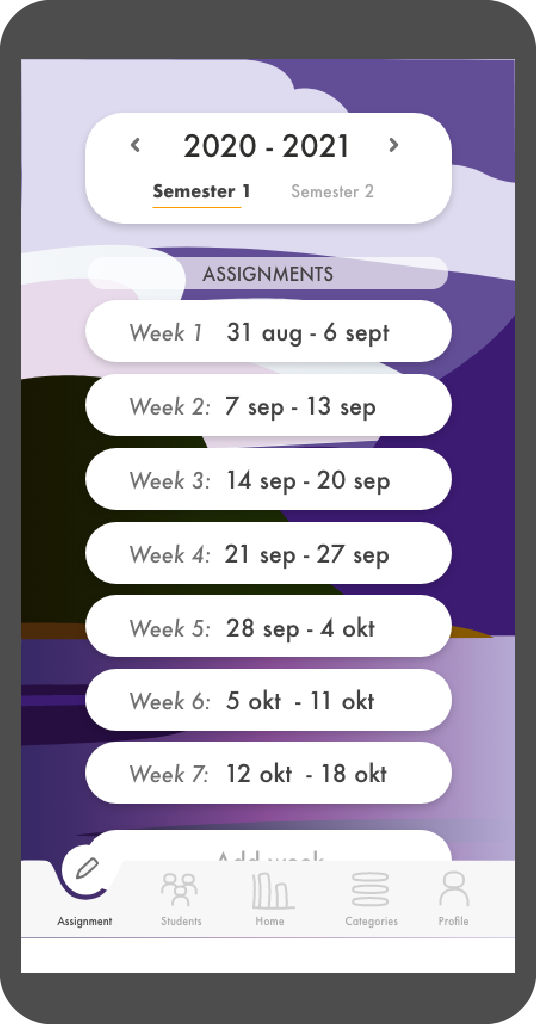 2020 - 2021
Semester 1 Semester 2
ASSIGNMENTS
Week 1 31 aug - 6 sept
Week 2: 7 sep - 13 sep
Week 3: 14 sep - 20 sep
Week 4: 21 sep - 27 sep
Week 5: 28 sep - 4 okt
Week 6: 5 okt - 11 okt
Week 7: 12 okt - 18 okt
Add week
Assignment Students Home Categories Profile